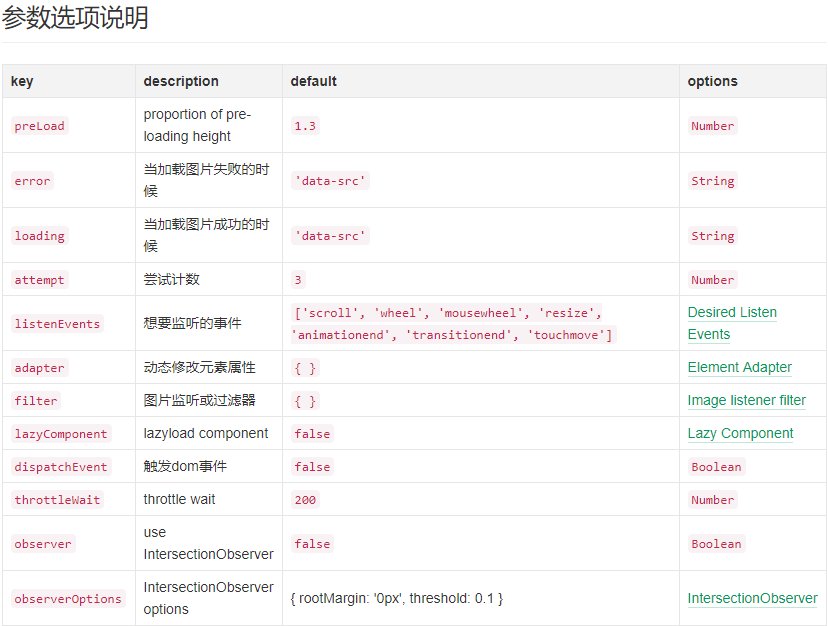 参数选项说明
key description default options
preLoad proportion of pre-
loading height 1.3 Number
error 当加载图片失败的时
候 'data-src' String
loading 当加载图片成功的时
候 'data-src' String
attempt 尝试计数 3 Number
listenEvents 想要监听的事件 ['scroll', 'wheel', 'mousewheel', 'resize',
'animationend', 'transitionend', 'touchmove'] Desired Listen
Events
adapter 动态修改元素属性 { } Element Adapter
filter 图片监听或过滤器 { } Image listener filter
lazyComponent lazyload component false Lazy Component
dispatchEvent 触发dom事件 false Boolean
throttleWait throttle wait 200 Number
observer use
IntersectionObserver false Boolean
observerOptions IntersectionObserver
options { rootMargin: '0px', threshold: 0.1 } IntersectionObserver